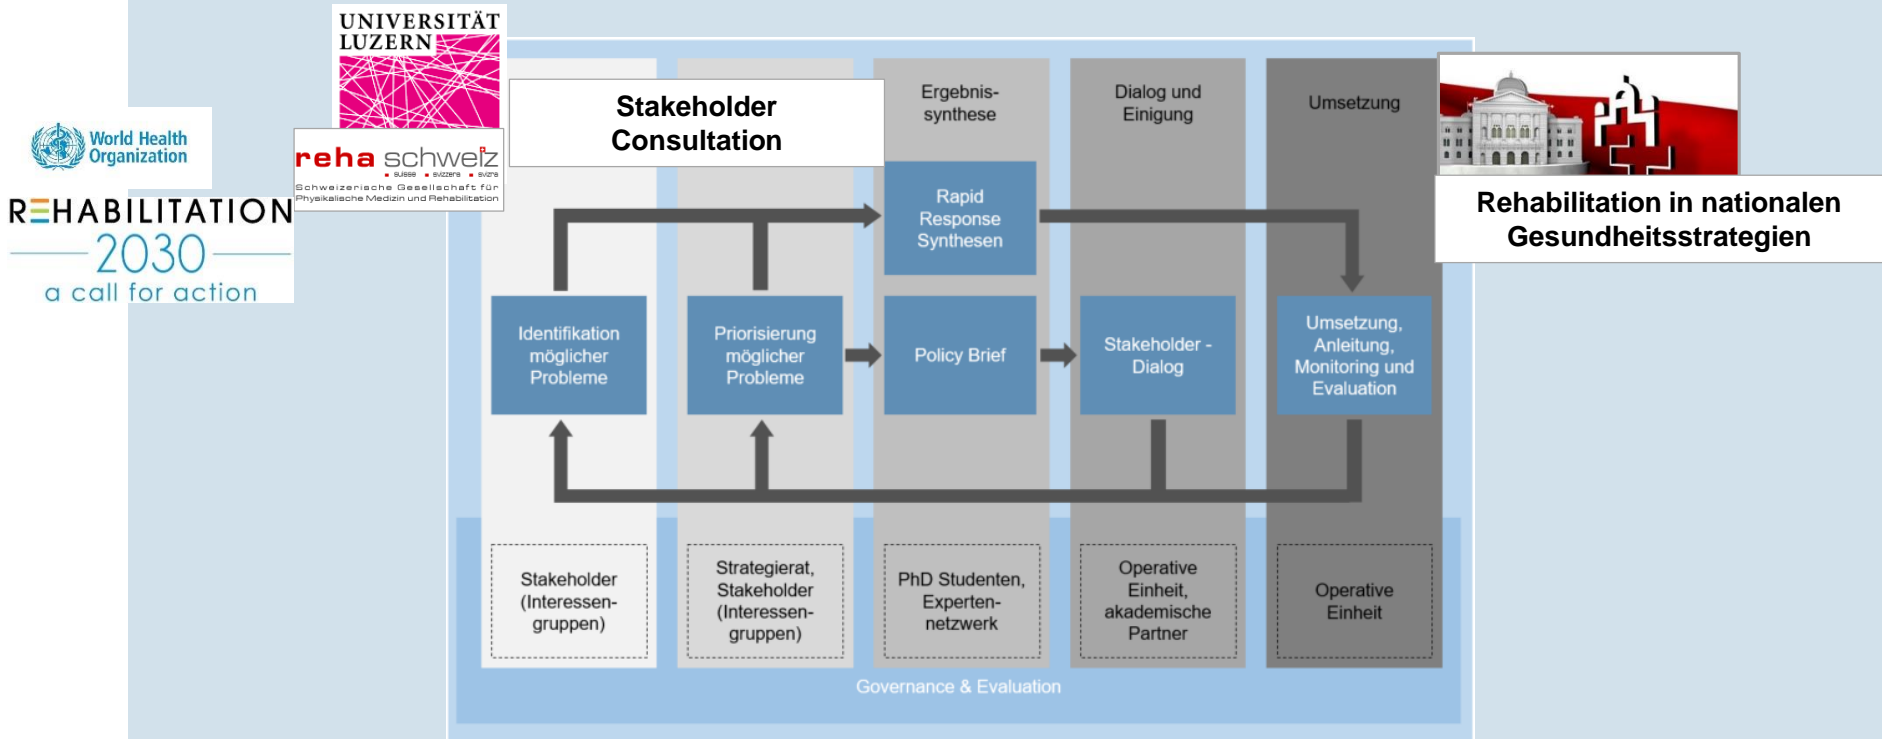 UNIVERSITÄT
LUZERN
World Health
Organization
REHABILITATION
2030
a call for action
reha schweiz
suisse svizzera svizra
Schweizerische Gesellschaft für
Physikalische Medizin und Rehabilitation
Stakeholder
Consultation
Ergebnis-
synthese
Dialog und
Einigung
Umsetzung
Rehabilitation in nationalen
Gesundheitsstrategien
Rapid
Response
Synthesen
Identifikation
möglicher
Probleme
Priorisierung
möglicher
Probleme
Policy Brief
Stakeholder -
Dialog
Umsetzung,
Anleitung,
Monitoring und
Evaluation
Stakeholder
(Interessen-
gruppen)
Strategierat,
Stakeholder
(Interessen-
gruppen)
PhD Studenten,
Experten-
netzwerk
Operative
Einheit,
akademische
Partner
Operative
Einheit
Governance & Evaluation